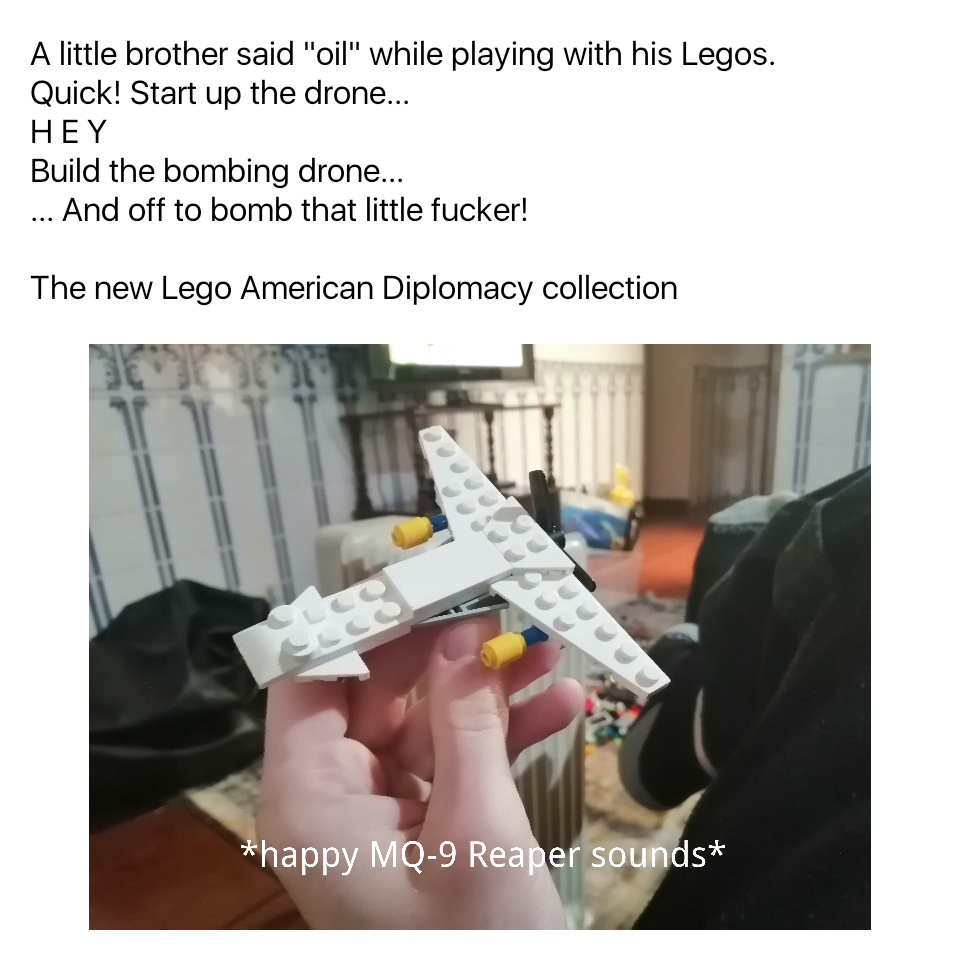 A little brother said "oil" while playing with his Legos.
Quick! Start up the drone...
H E Y
Build the bombing drone...
... And off to bomb that little fucker!
The new Lego American Diplomacy collection
*happy MQ-9 Reaper sounds*